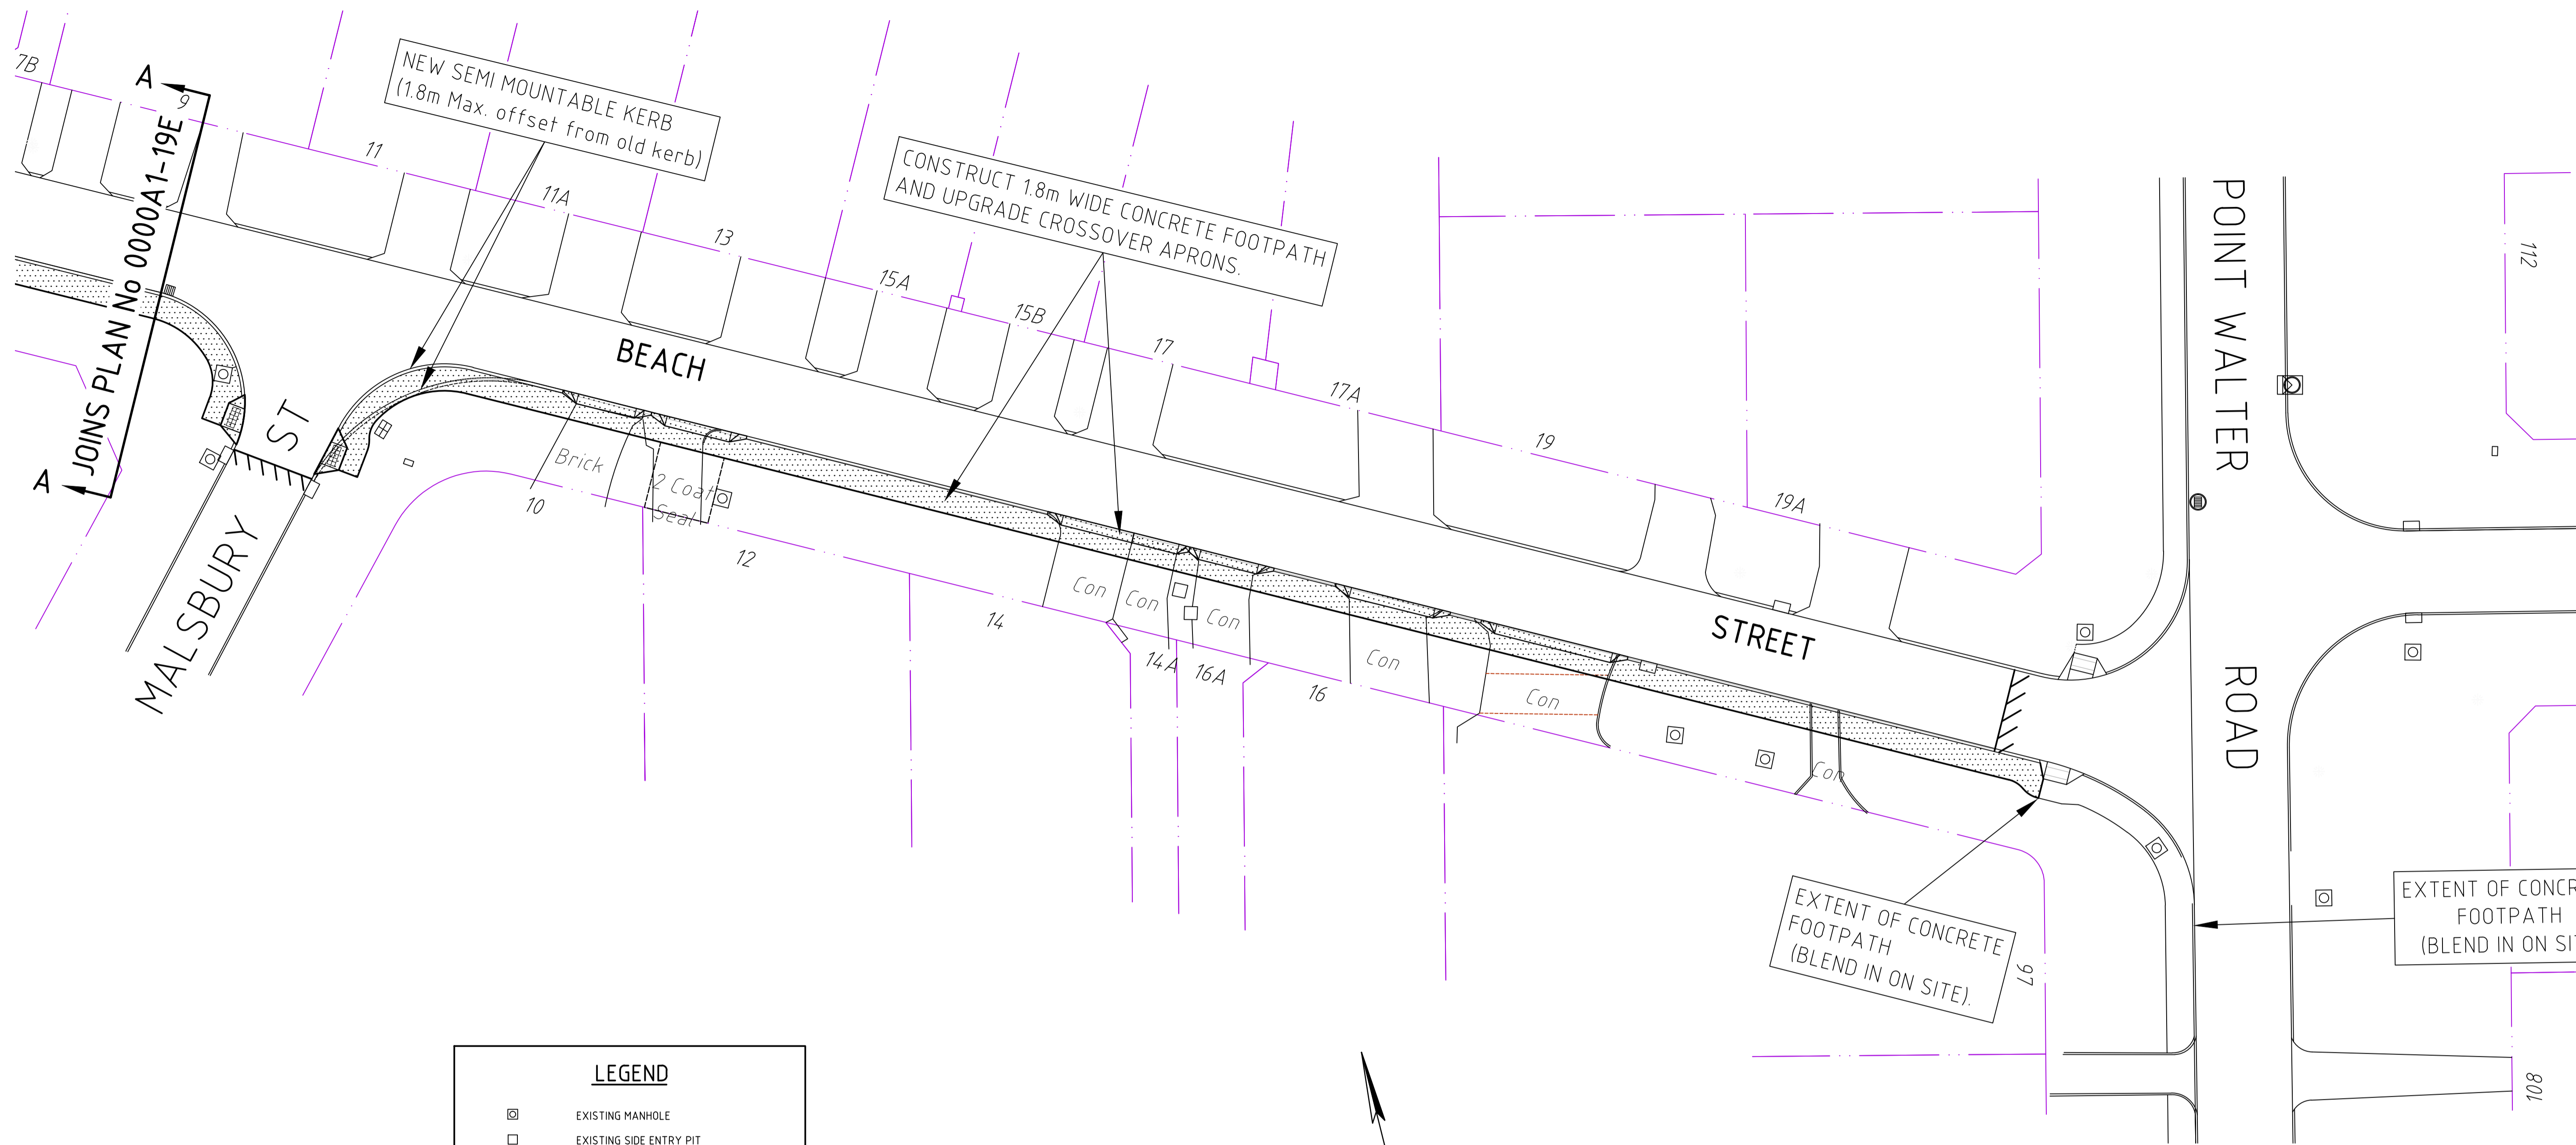 7B
A
9
JOINS PLAN No 0000A1-19E
A
NEW SEMI MOUNTABLE KERB
(1.8m Max. offset from old kerb)
11
11A
13
15A
15B
17
17A
19
19A
CONSTRUCT 1.8m WIDE CONCRETE FOOTPATH
AND UPGRADE CROSSOVER APRONS.
BEACH
STREET
MALSBURY
ST
POINT WALTER
ROAD
112
Brick
2 Coat
Seal
10
12
14
Con
Con
Con
14A
16A
16
Con
Con
Con
EXTENT OF CONCRETE
FOOTPATH
(BLEND IN ON SITE).
97
EXTENT OF
FOOTPATH
(BLEND IN ON
108
LEGEND
EXISTING MANHOLE
EXISTING SIDE ENTRY PIT